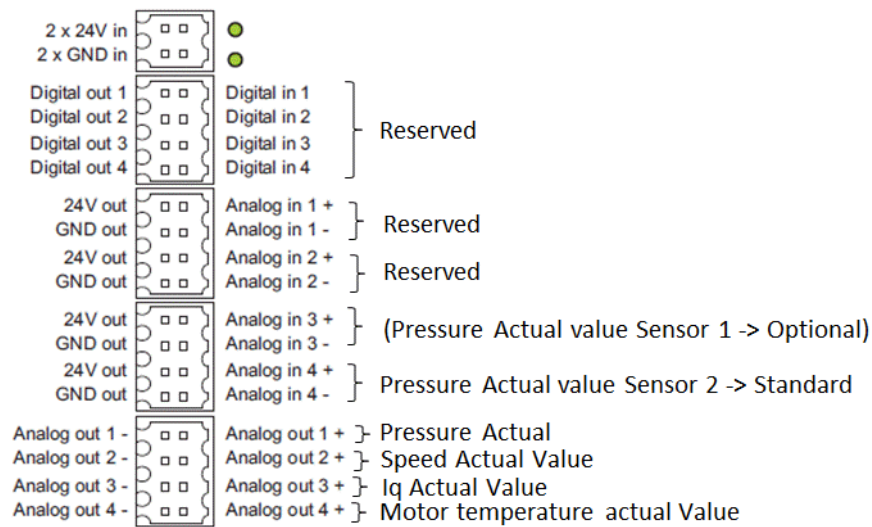 2 x 24V in
2 x GND in
Digital out 1 Digital in 1
Digital out 2 Digital in 2
Digital out 3 Digital in 3
Digital out 4 Digital in 4
Reserved
24V out Analog in 1 +
GND out Analog in 1 -
Reserved
24V out Analog in 2 +
GND out Analog in 2 -
Reserved
24V out Analog in 3 +
GND out Analog in 3 -
(Pressure Actual value Sensor 1 -> Optional)
24V out Analog in 4 +
GND out Analog in 4 -
Pressure Actual value Sensor 2 -> Standard
Analog out 1 - Analog out 1 + Pressure Actual
Analog out 2 - Analog out 2 + Speed Actual Value
Analog out 3 - Analog out 3 + Iq Actual Value
Analog out 4 - Analog out 4 + Motor temperature actual Value